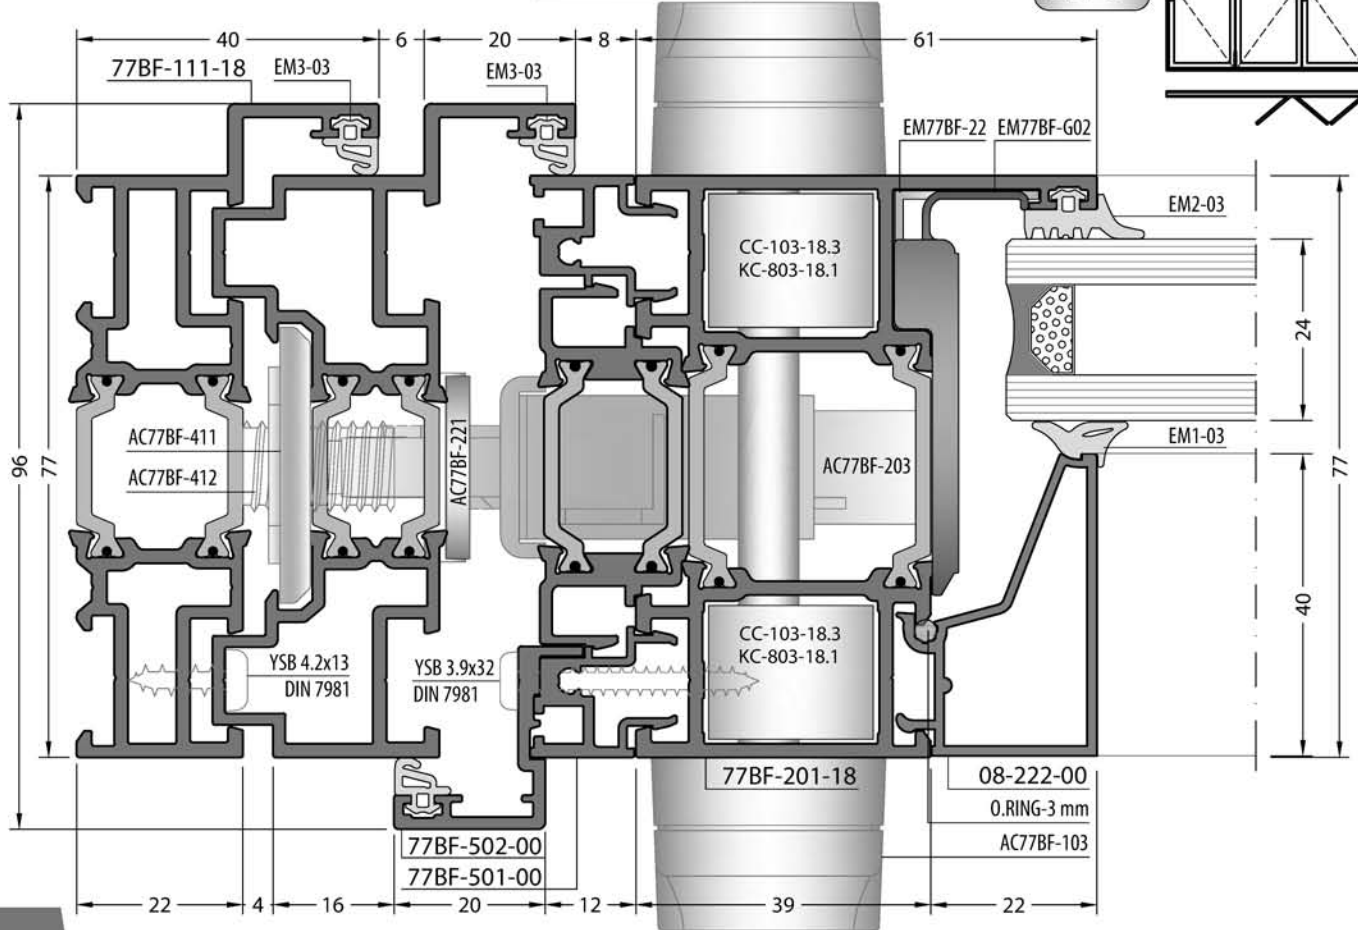 40
6
20
8
61
77BF-111-18
EM3-03
EM3-03
EM77BF-22
EM77BF-G02
EM2-03
CC-103-18.3
KC-803-18.1
24
96
77
AC77BF-411
AC77BF-412
AC77BF-221
AC77BF-203
EM1-03
77
40
YSB 4.2x13
DIN 7981
YSB 3.9x32
DIN 7981
CC-103-18.3
KC-803-18.1
77BF-201-18
08-222-00
O.RING-3 mm
AC77BF-103
77BF-502-00
77BF-501-00
22
4
16
20
12
39
22